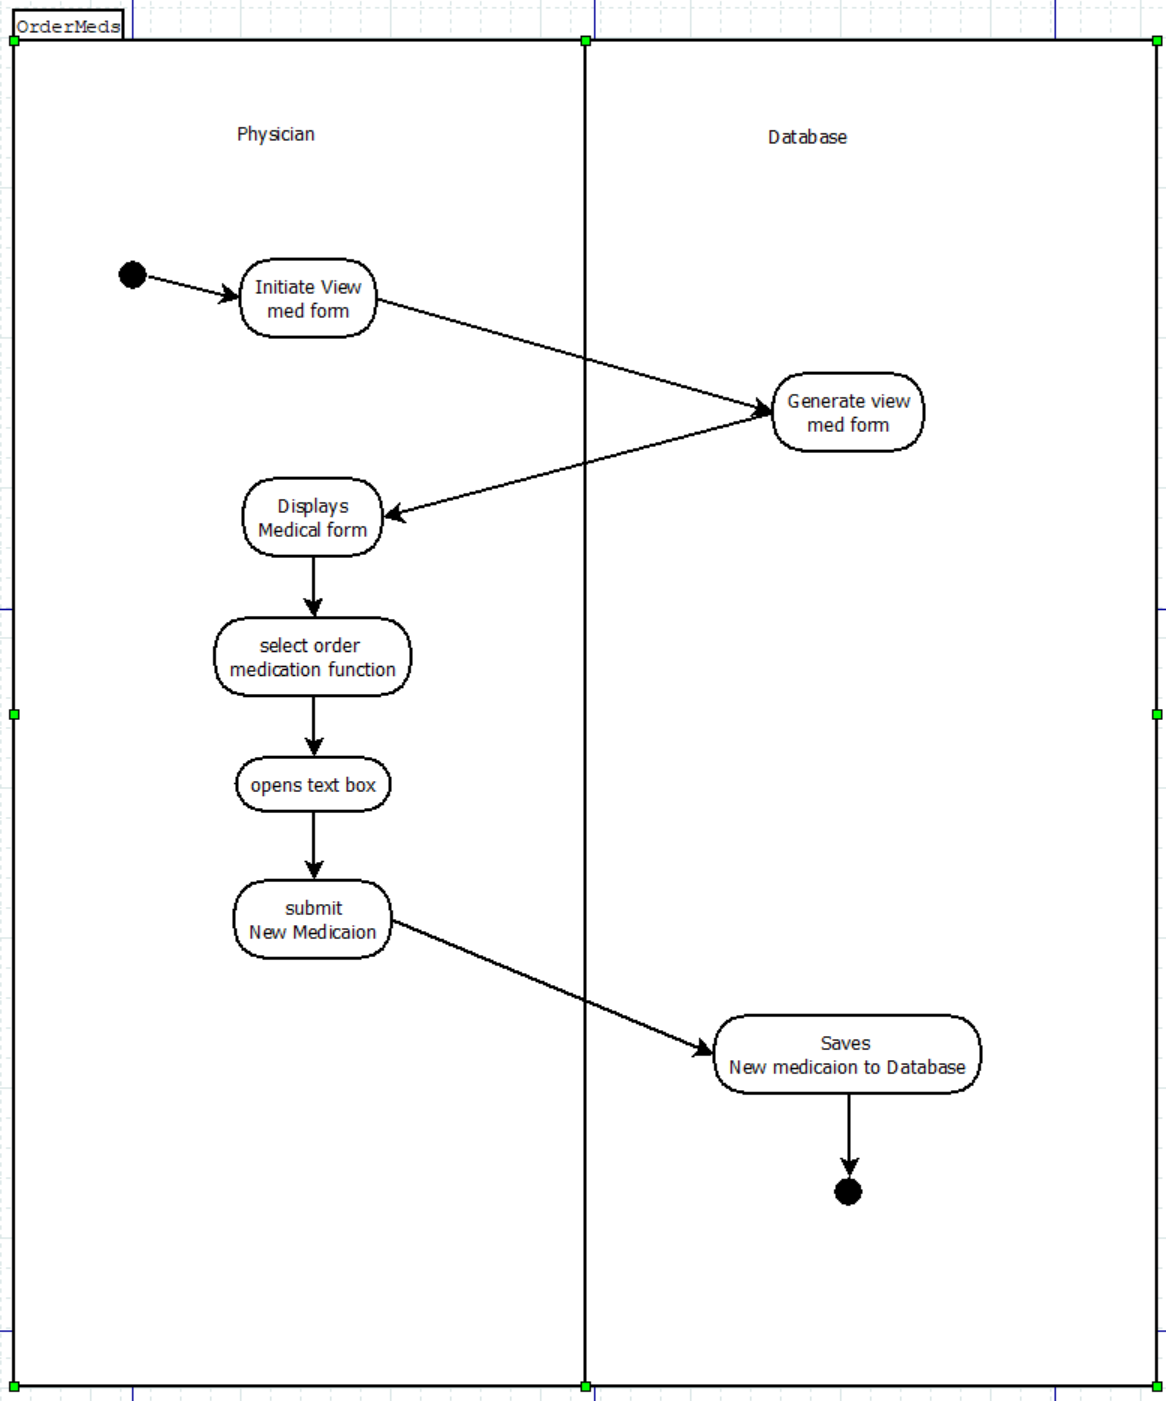 OrderMeds
Physician
Database
Initiate View
med form
Generate view
med form
Displays
Medical form
select order
medication function
opens text box
submit
New Medicaion
Saves
New medicaion to Database